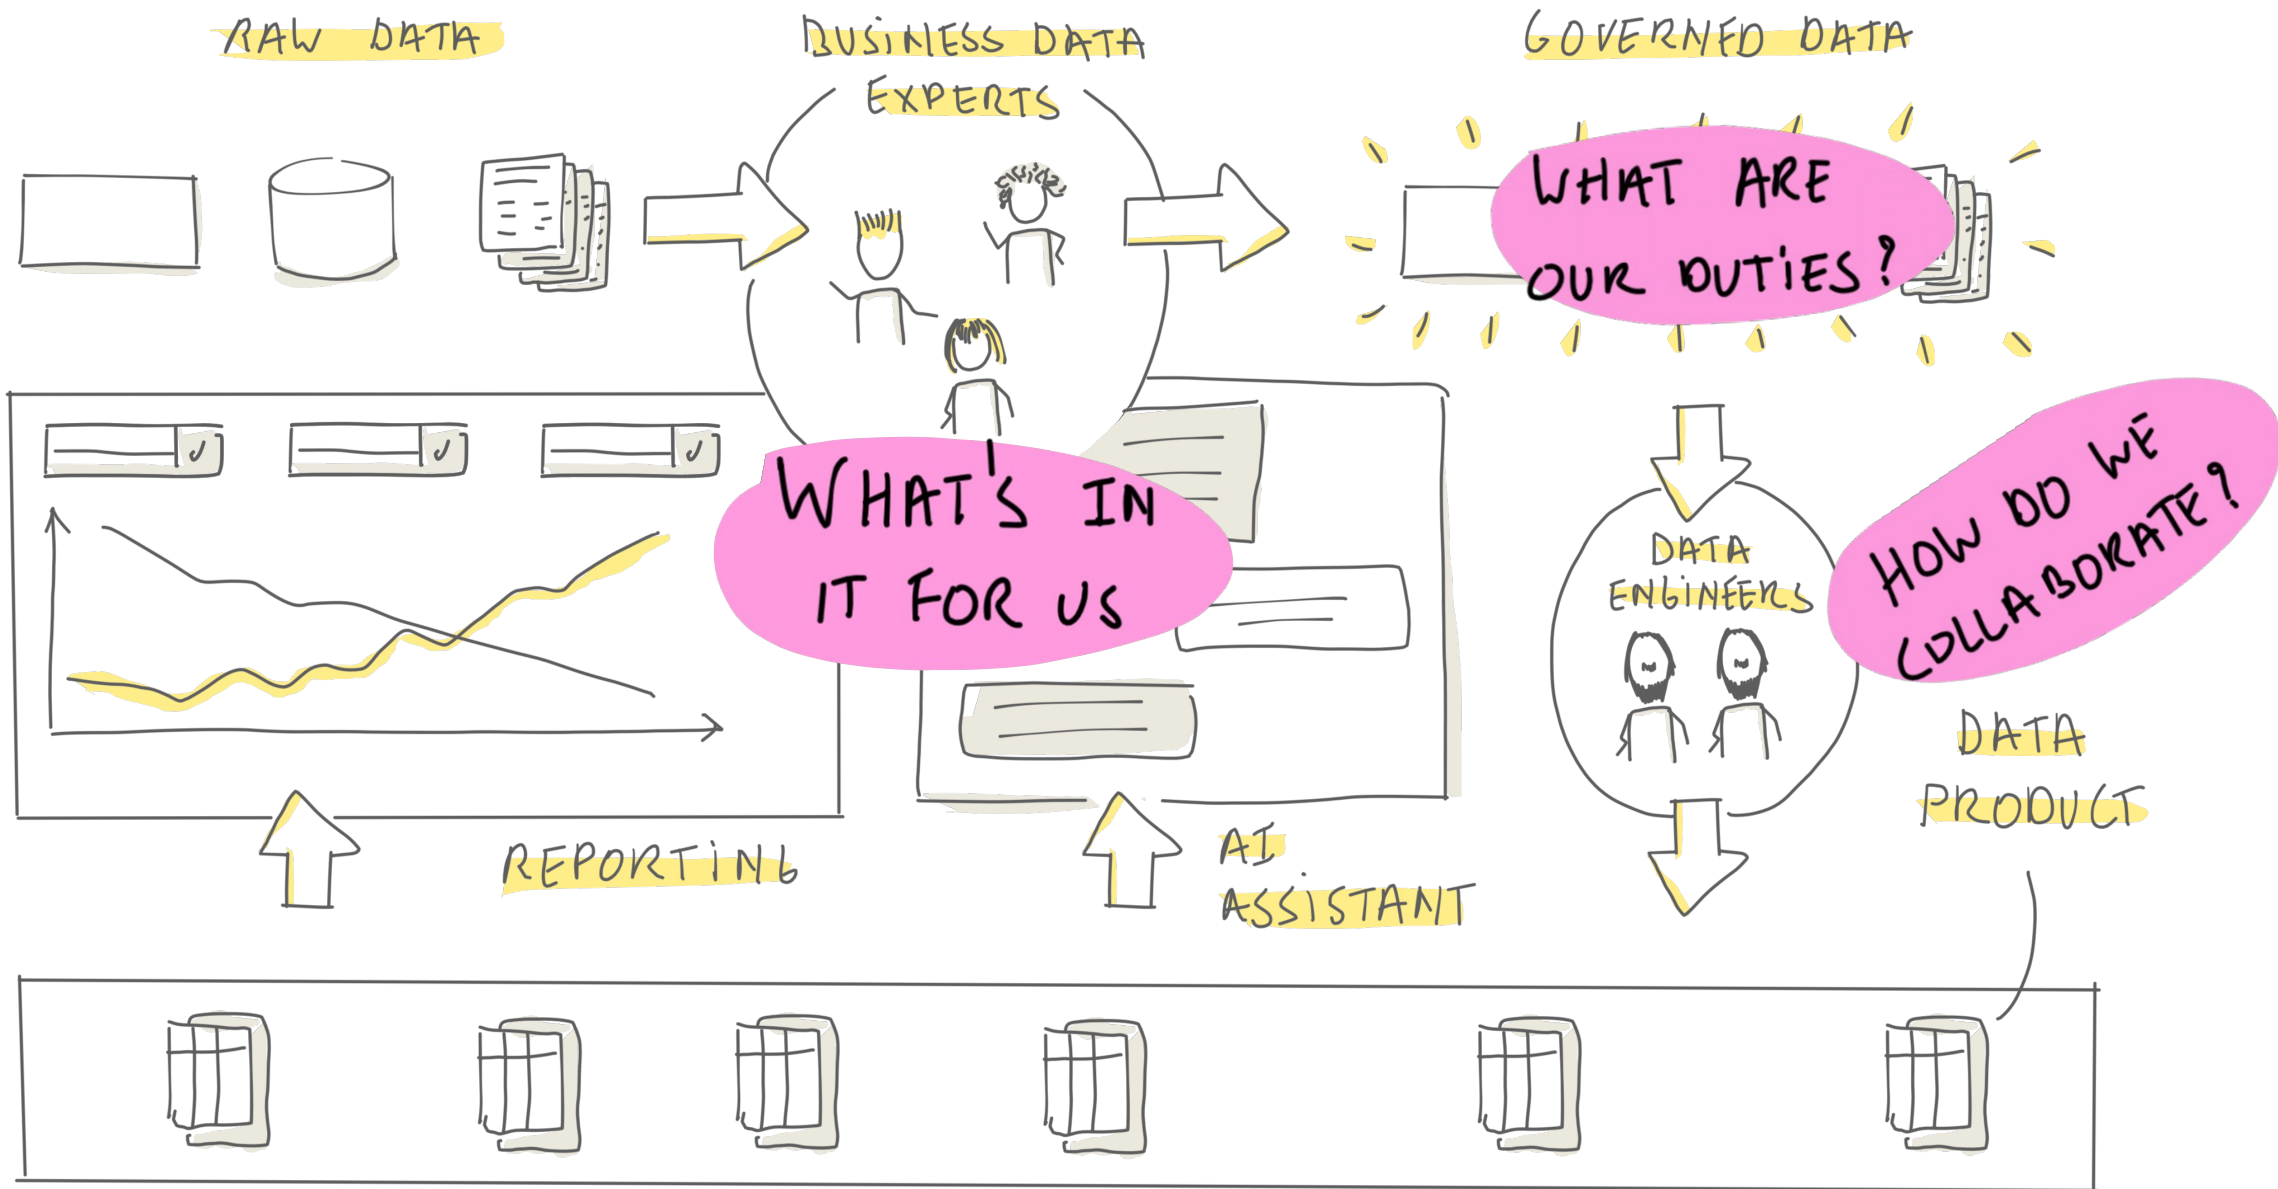 RAW DATA
BUSINESS DATA
EXPERTS
GOVERNED DATA
WHAT ARE
OUR DUTIES?
WHAT'S IN
IT FOR US
HOW DO WE
COLLABORATE?
DATA
ENGINEERS
DATA
PRODUCT
REPORTING
AI
ASSISTANT